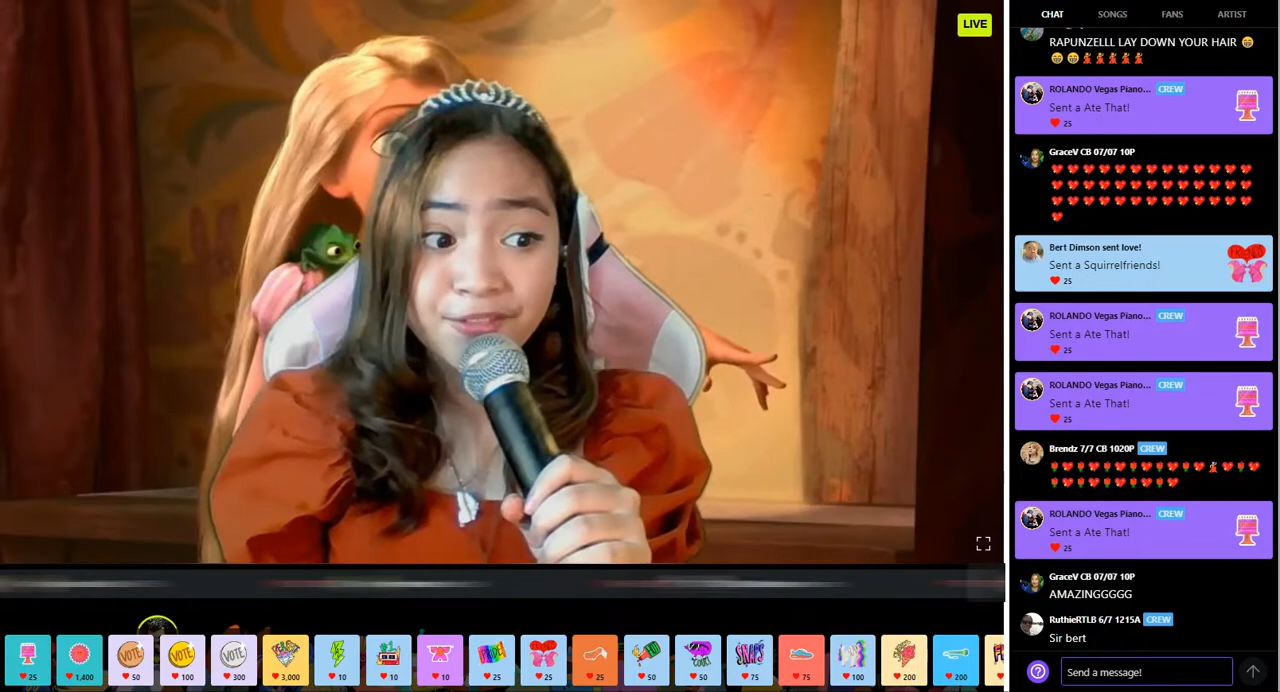 LIVE
CHAT
SONGS
FANS
ARTIST
RAPUNZELLL LAY DOWN YOUR HAIR 😁
😁😁💃💃💃💃💃
ROLANDO Vegas Piano... CREW
Sent a Ate That!
❤ 25
GraceV CB 07/07 10P
💖💖💖💖💖💖💖💖💖💖💖💖💖
💖💖💖💖💖💖💖💖💖💖💖💖💖
💖💖💖💖💖💖💖💖💖💖💖💖💖
💖
Bert Dimson sent love!
Sent a Squirrelfriends!
❤ 25
ROLANDO Vegas Piano... CREW
Sent a Ate That!
❤ 25
ROLANDO Vegas Piano... CREW
Sent a Ate That!
❤ 25
Brendz 7/7 CB 1020P CREW
🌹💖🌹💖🌹💖🌹💖🌹💖🌹💖💃💖🌹💖
🌹💖🌹💖🌹💖🌹💖🌹💖
ROLANDO Vegas Piano... CREW
Sent a Ate That!
❤ 25
GraceV CB 07/07 10P
AMAZINGGGGG
RuthieRTLB 6/7 1215A CREW
Sir bert
Send a message!
VOTE
VOTE
VOTE
PRIDE
SNAPS
❤ 25
❤ 1,400
❤ 50
❤ 100
❤ 300
❤ 3,000
❤ 10
❤ 10
❤ 10
❤ 25
❤ 25
❤ 25
❤ 50
❤ 50
❤ 75
❤ 75
❤ 100
❤ 200
❤ 200